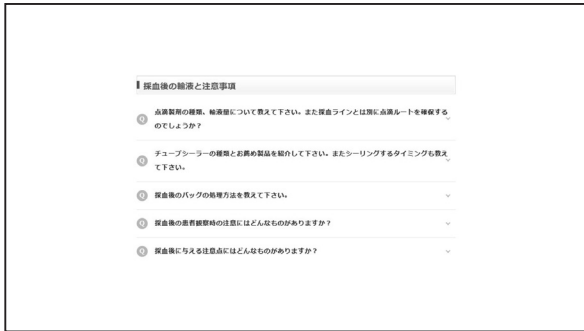 採血後の輸液と注意事項
Q 点滴製剤の種類、輸液量について教えて下さい。また採血ラインとは別に点滴ルートを確保する
のでしょうか？
Q チューブシーラーの種類とお薦め製品を紹介して下さい。またシーリングするタイミングも教え
て下さい。
Q 採血後のバッグの処理方法を教えて下さい。
Q 採血後の患者観察時の注意にはどんなものがありますか？
Q 採血後に与える注意点にはどんなものがありますか？